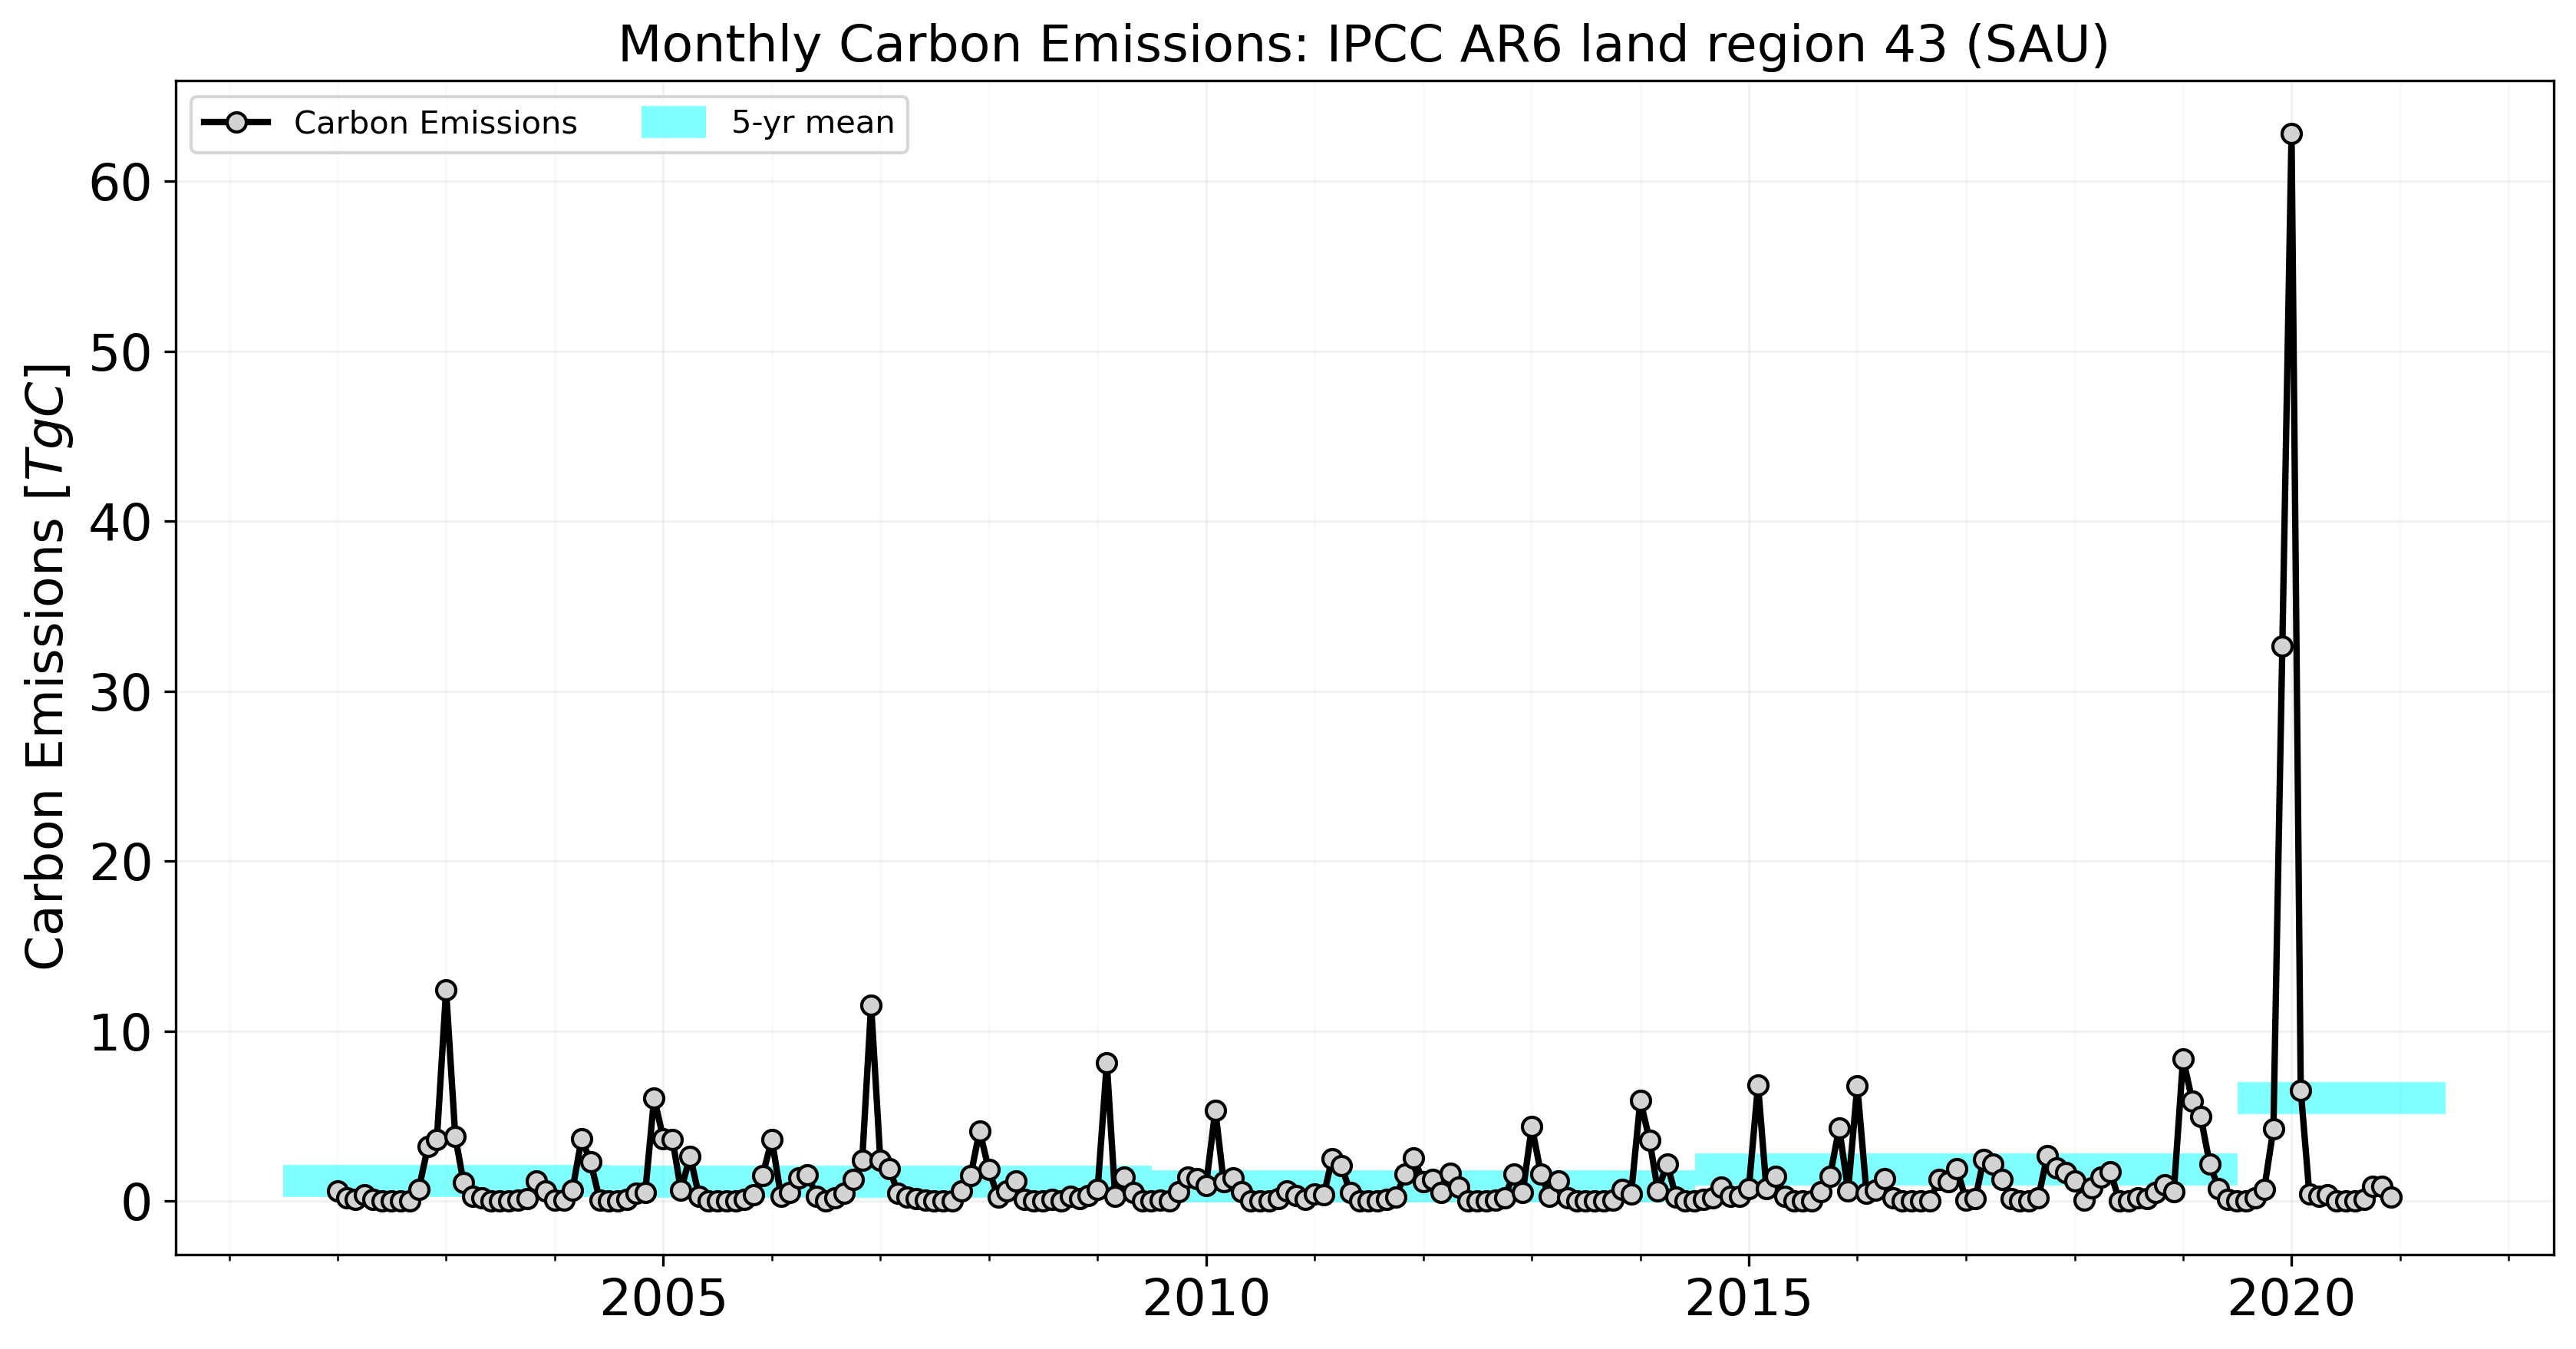 Monthly Carbon Emissions: IPCC AR6 land region 43 (SAU)
Carbon Emissions
5-yr mean
Carbon Emissions [TgC]
60
50
40
30
20
10
0
2005
2010
2015
2020